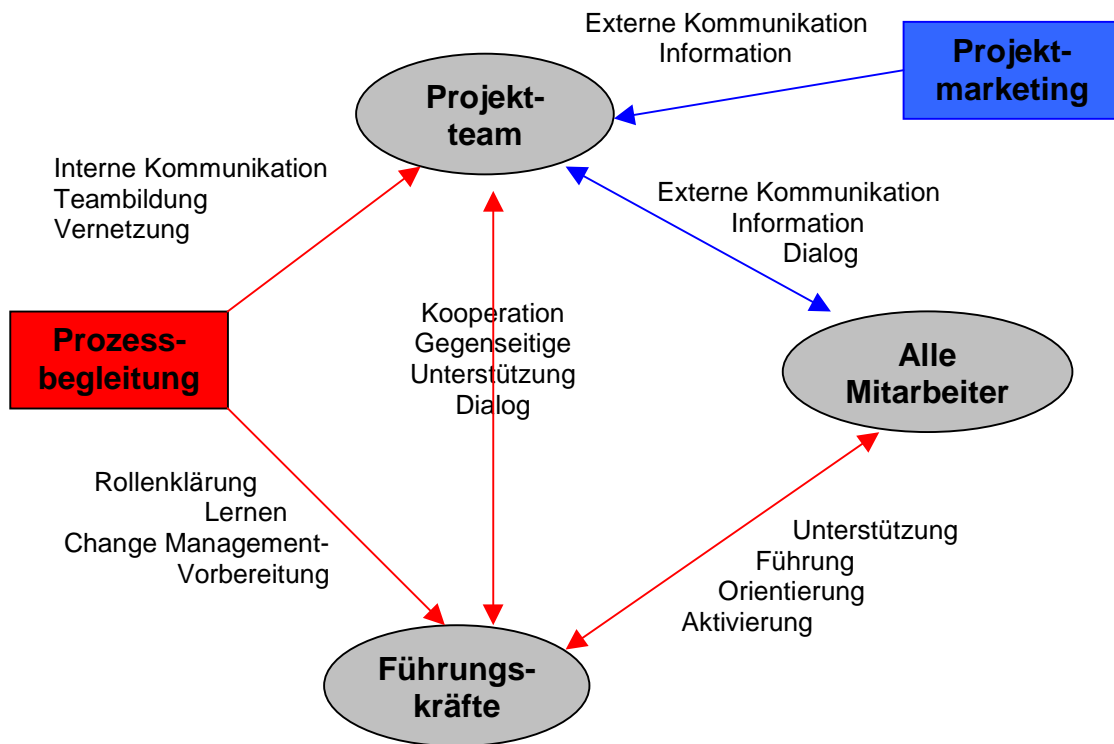 Externe Kommunikation
Information
Projekt-
marketing
Projekt-
team
Interne Kommunikation
Teambildung
Vernetzung
Externe Kommunikation
Information
Dialog
Prozess-
begleitung
Kooperation
Gegenseitige
Unterstützung
Dialog
Alle
Mitarbeiter
Rollenklärung
Lernen
Change Management-
Vorbereitung
Unterstützung
Führung
Orientierung
Aktivierung
Führungs-
kräfte